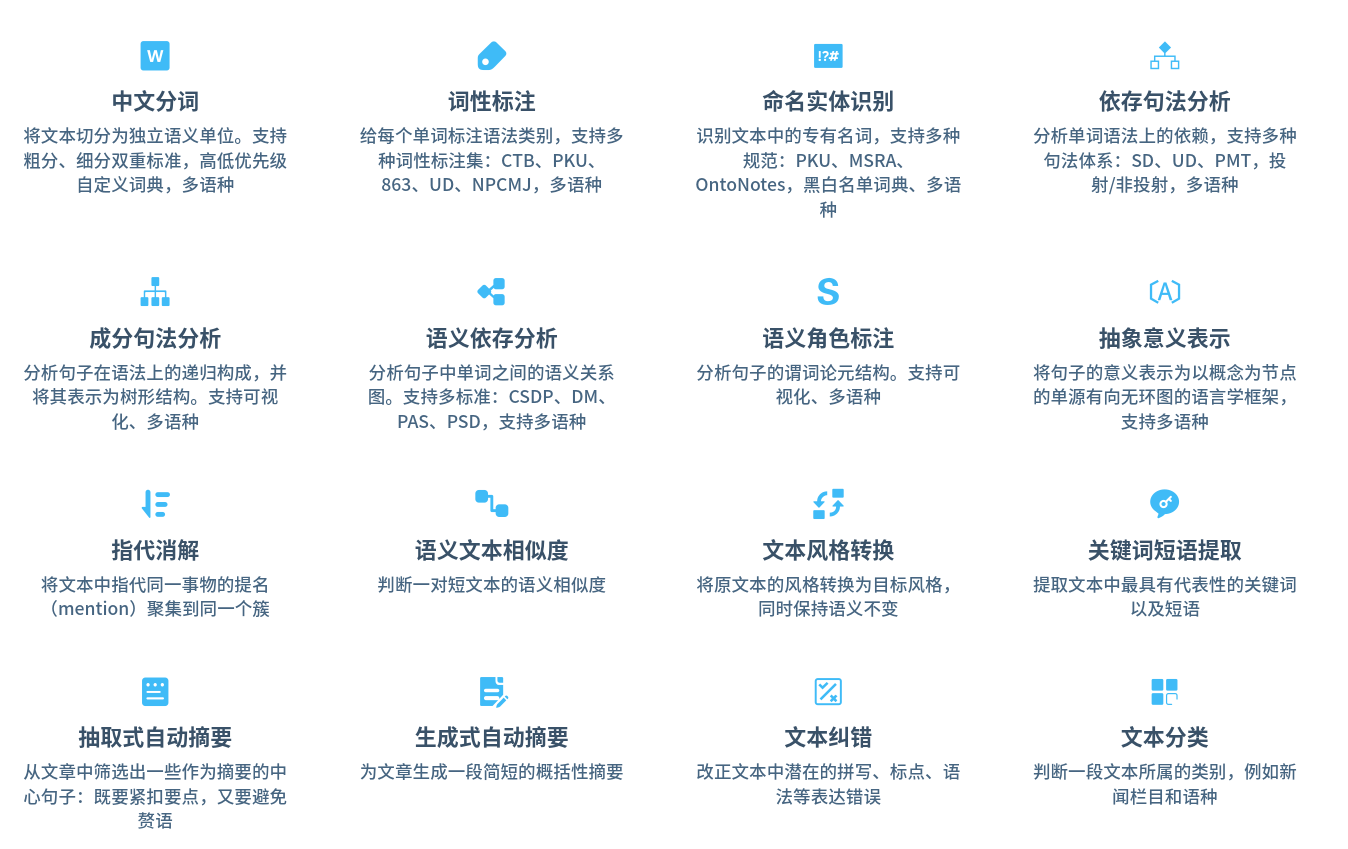 W
中文分词
将文本切分为独立语义单位。支持
粗分、细分双重标准，高低优先级
自定义词典，多语种
词性标注
给每个单词标注语法类别，支持多
种词性标注集：CTB、PKU、
863、UD、NPCMJ，多语种
!?#
命名实体识别
识别文本中的专有名词，支持多种
规范：PKU、MSRA、
OntoNotes，黑白名单词典、多语
种
依存句法分析
分析单词语法上的依赖，支持多种
句法体系：SD、UD、PMT，投
射/非投射，多语种
成分句法分析
分析句子在语法上的递归构成，并
将其表示为树形结构。支持可视
化、多语种
语义依存分析
分析句子中单词之间的语义关系
图。支持多标准：CSDP、DM、
PAS、PSD，支持多语种
S
语义角色标注
分析句子的谓词论元结构。支持可
视化、多语种
(A)
抽象意义表示
将句子的意义表示为以概念为节点
的单源有向无环图的语言学框架，
支持多语种
指代消解
将文本中指代同一事物的提名
（mention）聚集到同一个簇
语义文本相似度
判断一对短文本的语义相似度
文本风格转换
将原文本的风格转换为目标风格，
同时保持语义不变
关键词短语提取
提取文本中最具有代表性的关键词
以及短语
抽取式自动摘要
从文章中筛选出一些作为摘要的中
心句子：既要紧扣要点，又要避免
赘语
生成式自动摘要
为文章生成一段简短的概括性摘要
文本纠错
改正文本中潜在的拼写、标点、语
法等表达错误
文本分类
判断一段文本所属的类别，例如新
闻栏目和语种